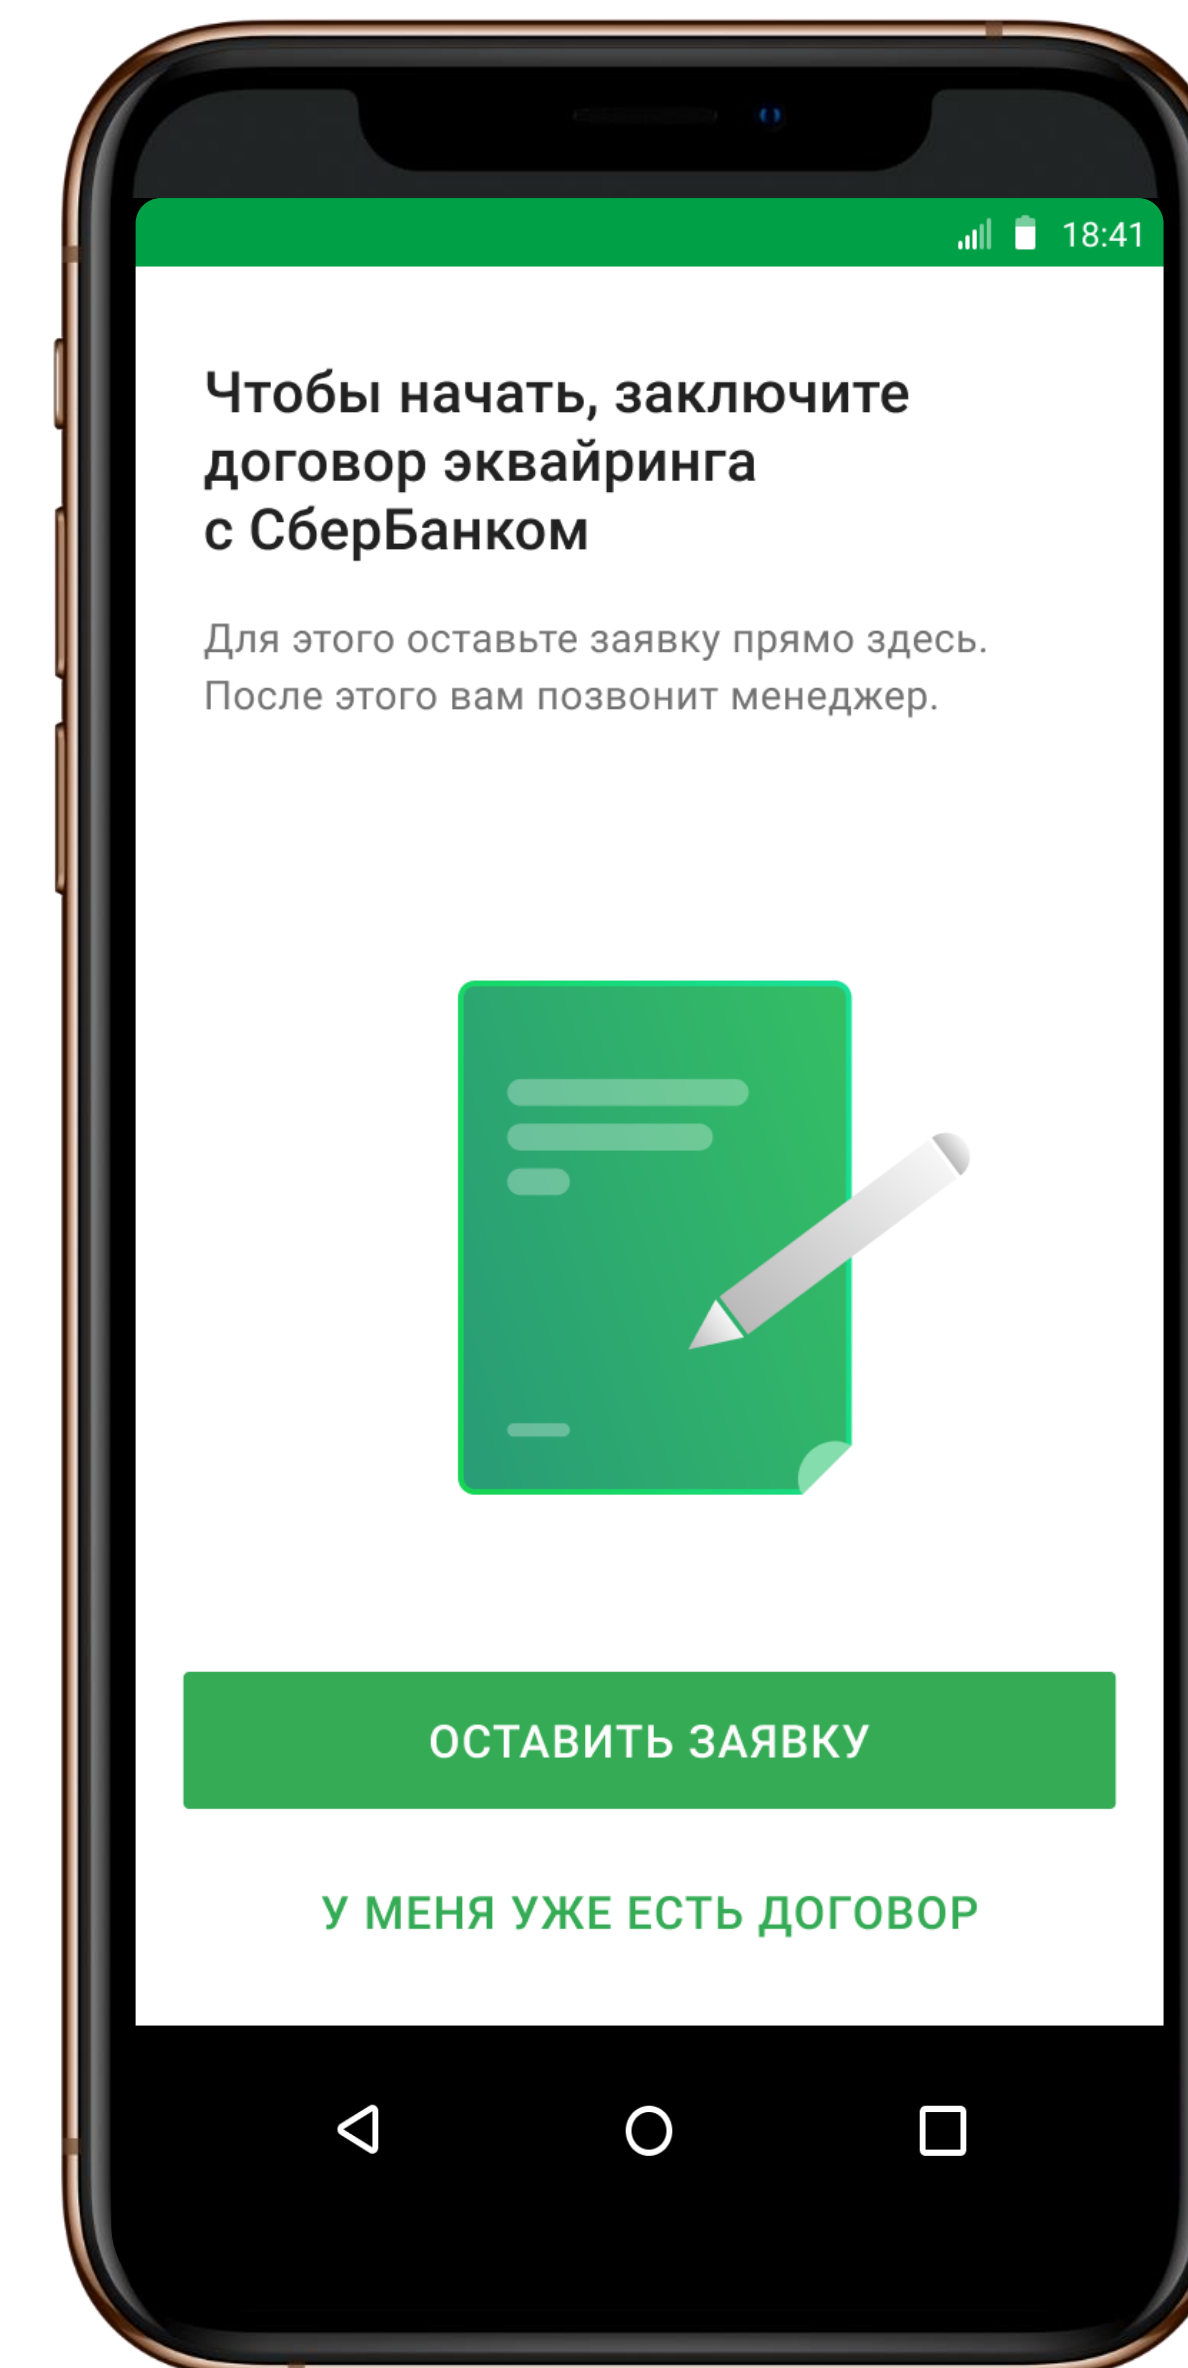 18:41
Чтобы начать, заключите
договор эквайринга
с СберБанком
Для этого оставьте заявку прямо здесь.
После этого вам позвонит менеджер.
ОСТАВИТЬ ЗАЯВКУ
У МЕНЯ УЖЕ ЕСТЬ ДОГОВОР